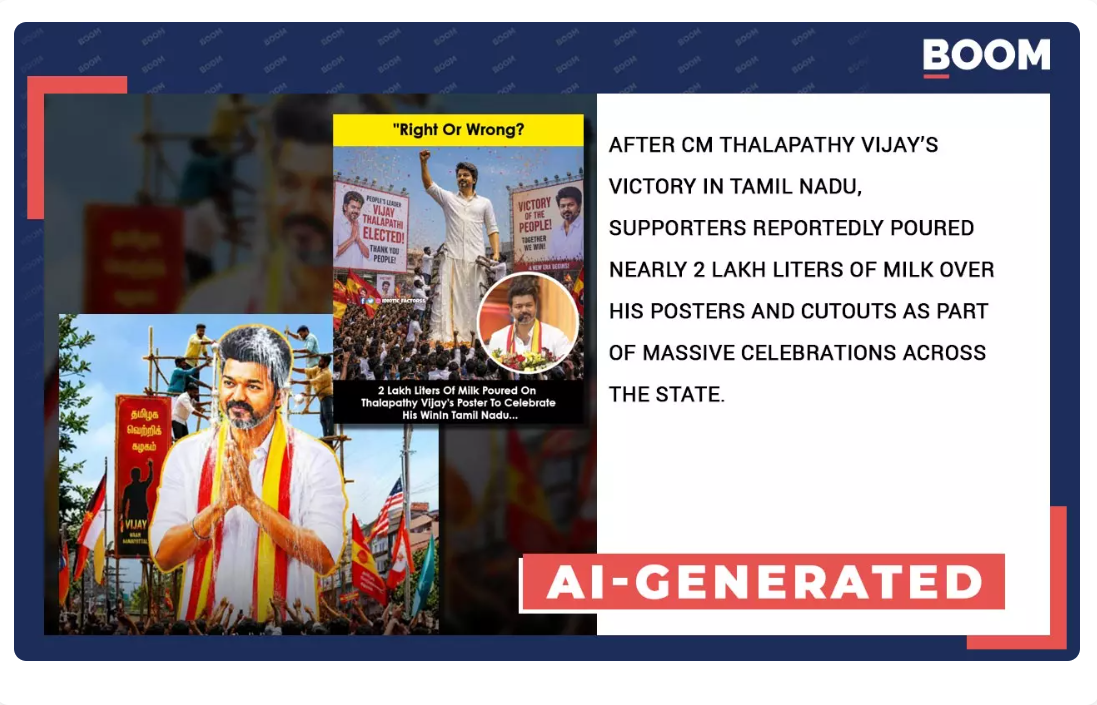 BOOM
"Right Or Wrong?
PEOPLE'S LEADER
VIJAY
THALAPATHI
ELECTED!
THANK YOU
PEOPLE!
VICTORY
OF THE
PEOPLE!
TOGETHER
WE WIN!
A NEW ERA BEGINS!
2 Lakh Liters Of Milk Poured On
Thalapathy Vijay's Poster To Celebrate
His WinIn Tamil Nadu...
தமிழக
வெற்றிக்
கழகம்
VIJAY
AFTER CM THALAPATHY VIJAY'S
VICTORY IN TAMIL NADU,
SUPPORTERS REPORTEDLY POURED
NEARLY 2 LAKH LITERS OF MILK OVER
HIS POSTERS AND CUTOUTS AS PART
OF MASSIVE CELEBRATIONS ACROSS
THE STATE.
AI-GENERATED